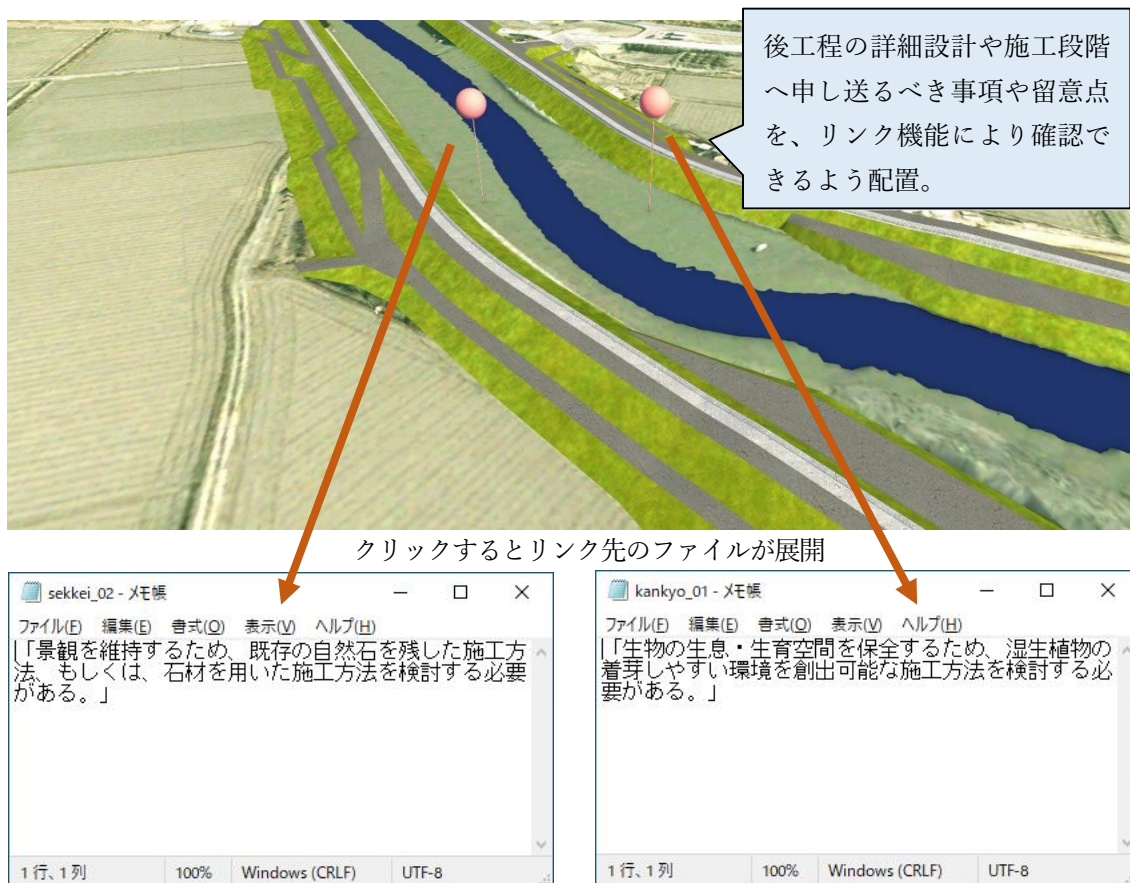 後工程の詳細設計や施工段階
へ申し送るべき事項や留意点
を、リンク機能により確認で
きるよう配置。
クリックするとリンク先のファイルが展開
sekkei_02 - メモ帳
ファイル(F) 編集(E) 書式(O) 表示(V) ヘルプ(H)
「景観を維持するため、既存の自然石を残した施工方
法、もしくは、石材を用いた施工方法を検討する必要
がある。」
1行、1列 100% Windows (CRLF) UTF-8
kankyo_01 - メモ帳
ファイル(F) 編集(E) 書式(O) 表示(V) ヘルプ(H)
「生物の生息・生育空間を保全するため、湿生植物の
着芽しやすい環境を創出可能な施工方法を検討する必
要がある。」
1行、1列 100% Windows (CRLF) UTF-8